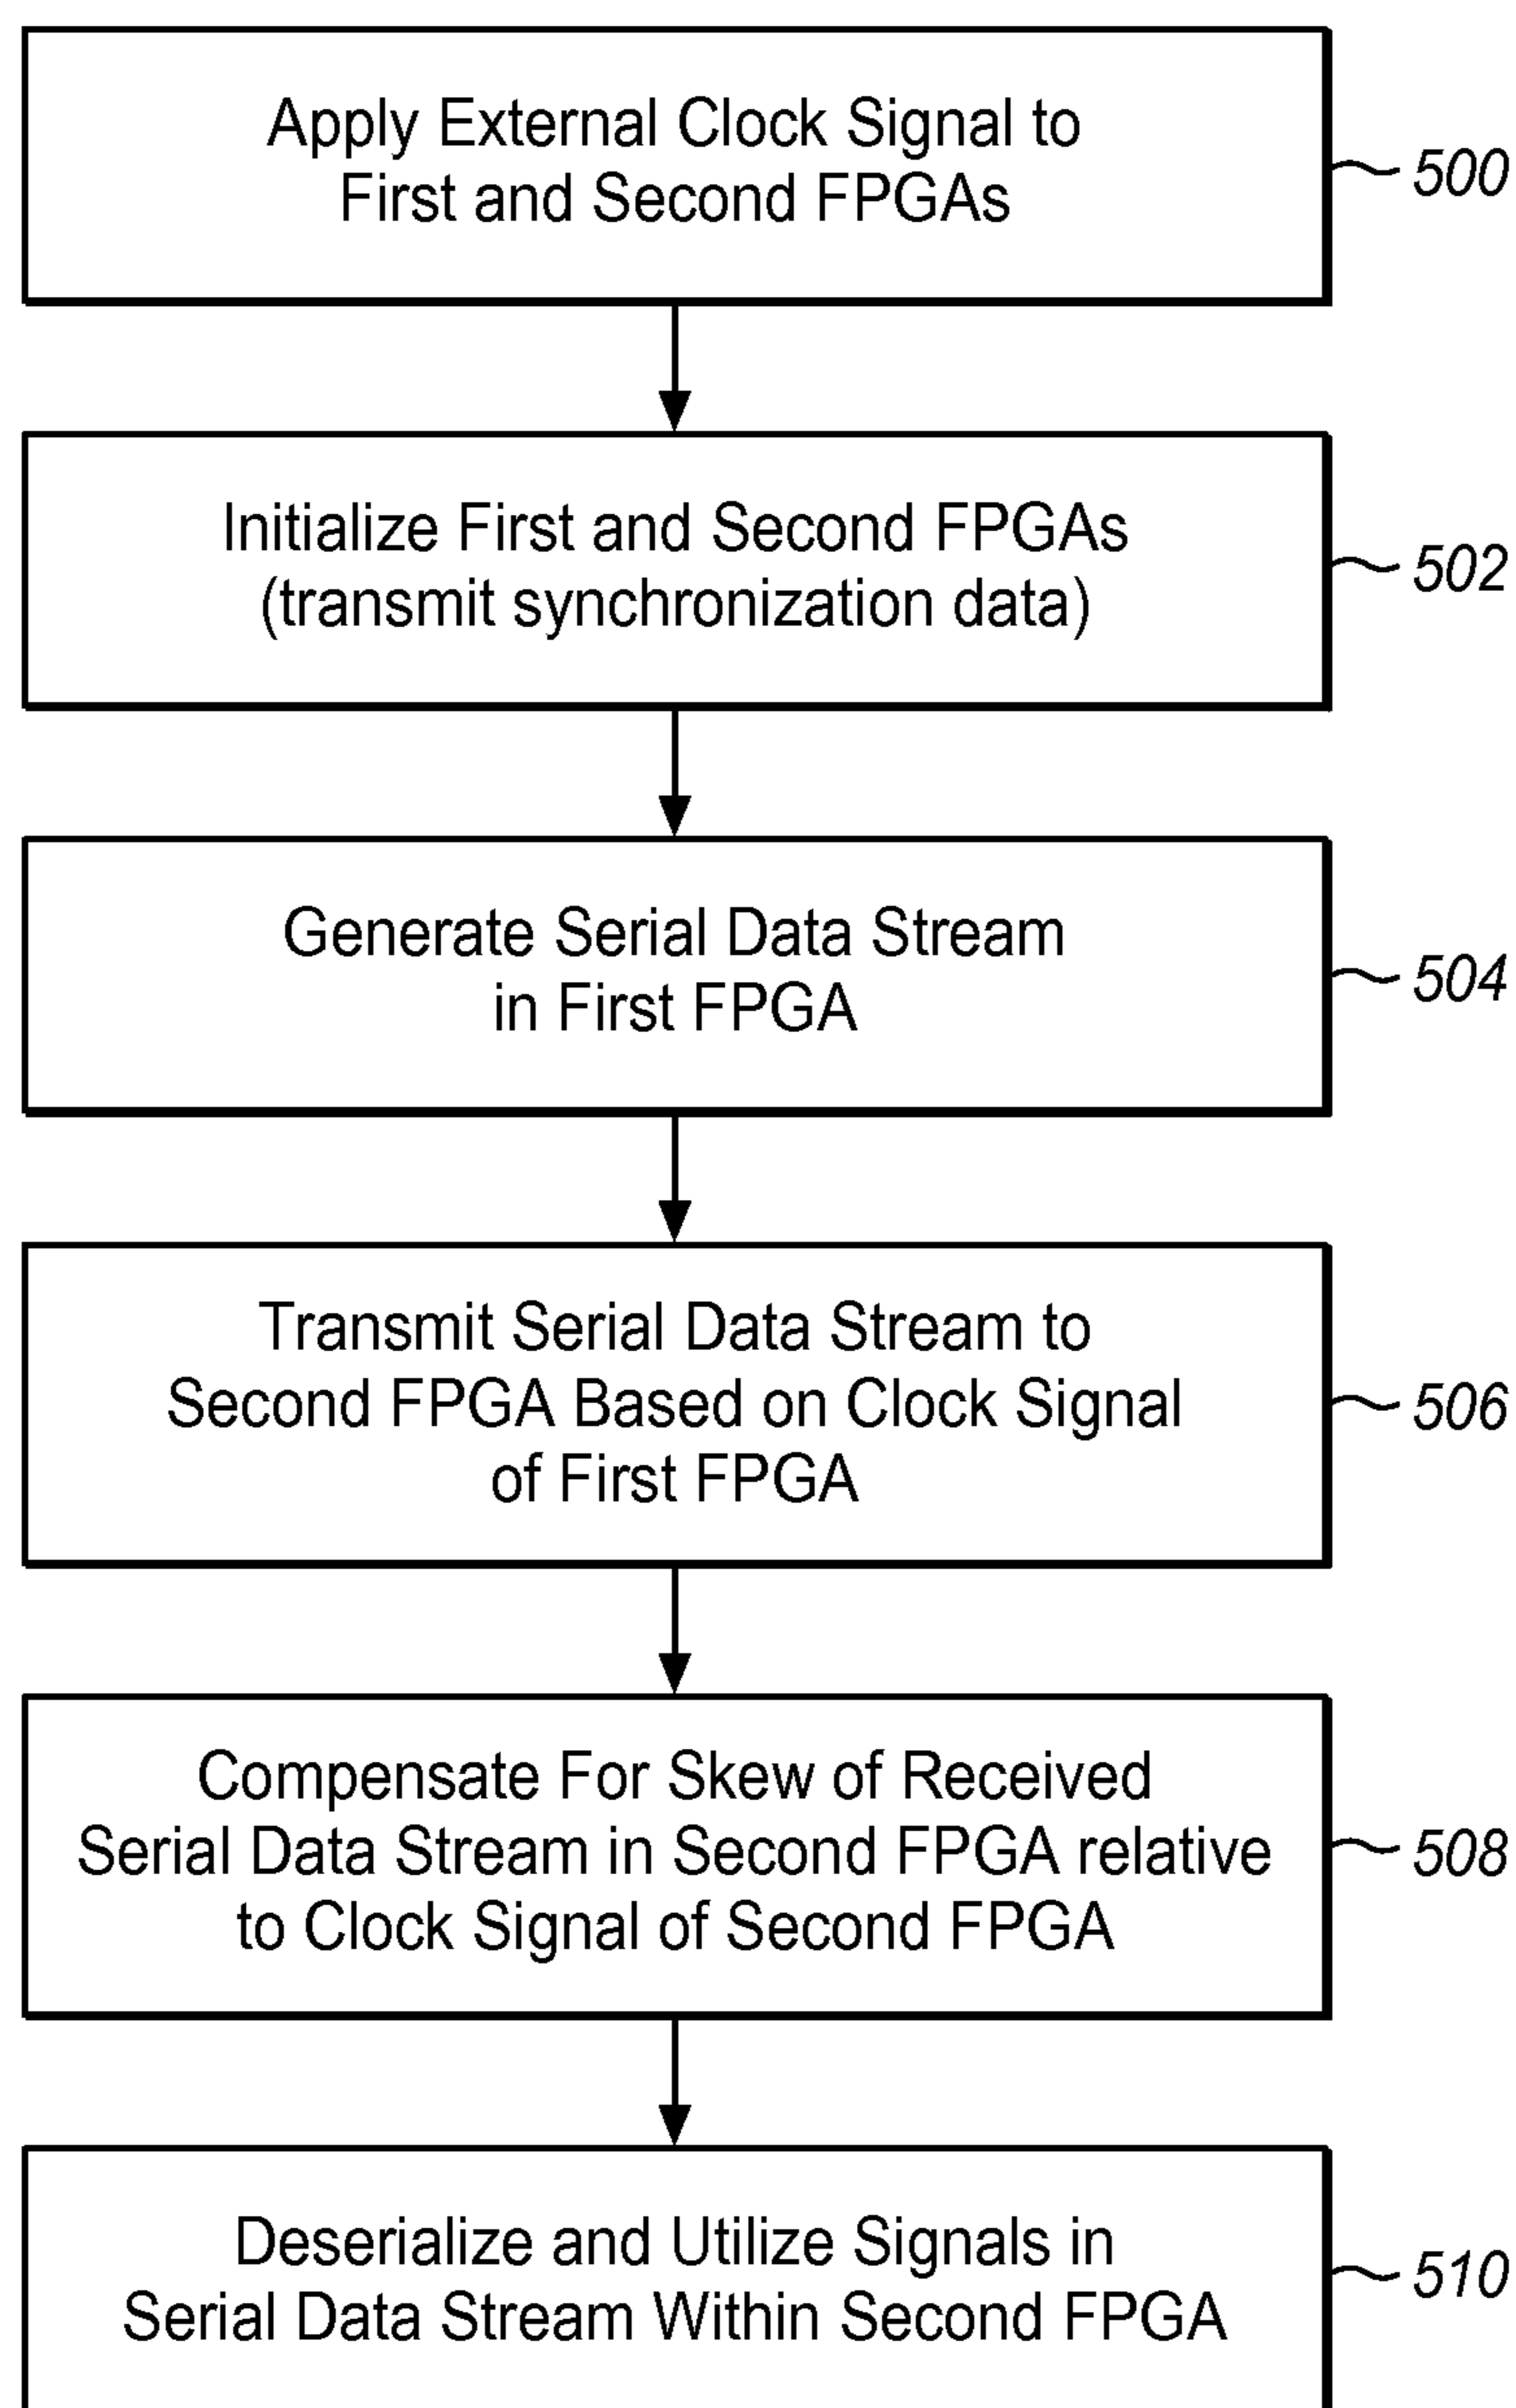 Apply External Clock Signal to
First and Second FPGAs
500
Initialize First and Second FPGAs
(transmit synchronization data)
502
Generate Serial Data Stream
in First FPGA
504
Transmit Serial Data Stream to
Second FPGA Based on Clock Signal
of First FPGA
506
Compensate For Skew of Received
Serial Data Stream in Second FPGA relative
to Clock Signal of Second FPGA
508
Deserialize and Utilize Signals in
Serial Data Stream Within Second FPGA
510